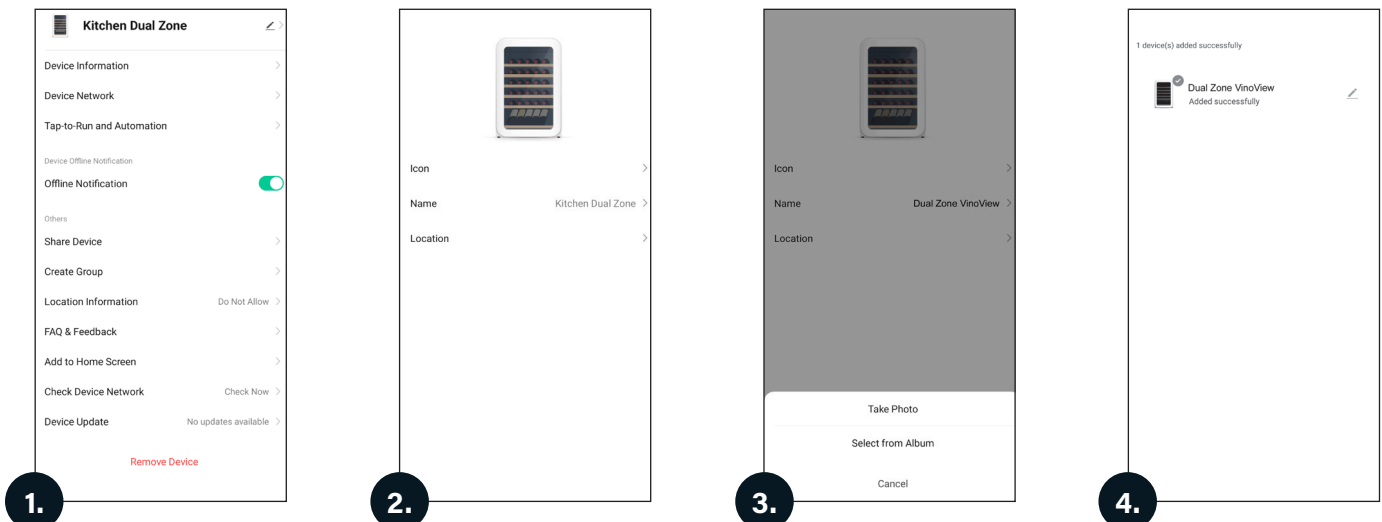 Kitchen Dual Zone
Device Information
Device Network
Tap-to-Run and Automation
Device Offline Notification
Offline Notification
Others
Share Device
Create Group
Location Information Do Not Allow
FAQ & Feedback
Add to Home Screen
Check Device Network Check Now
Device Update No updates available
Remove Device
1.
Icon
Name Kitchen Dual Zone
Location
2.
Icon
Name Dual Zone VinoView
Location
Take Photo
Select from Album
Cancel
3.
1 device(s) added successfully
Dual Zone VinoView
Added successfully
4.